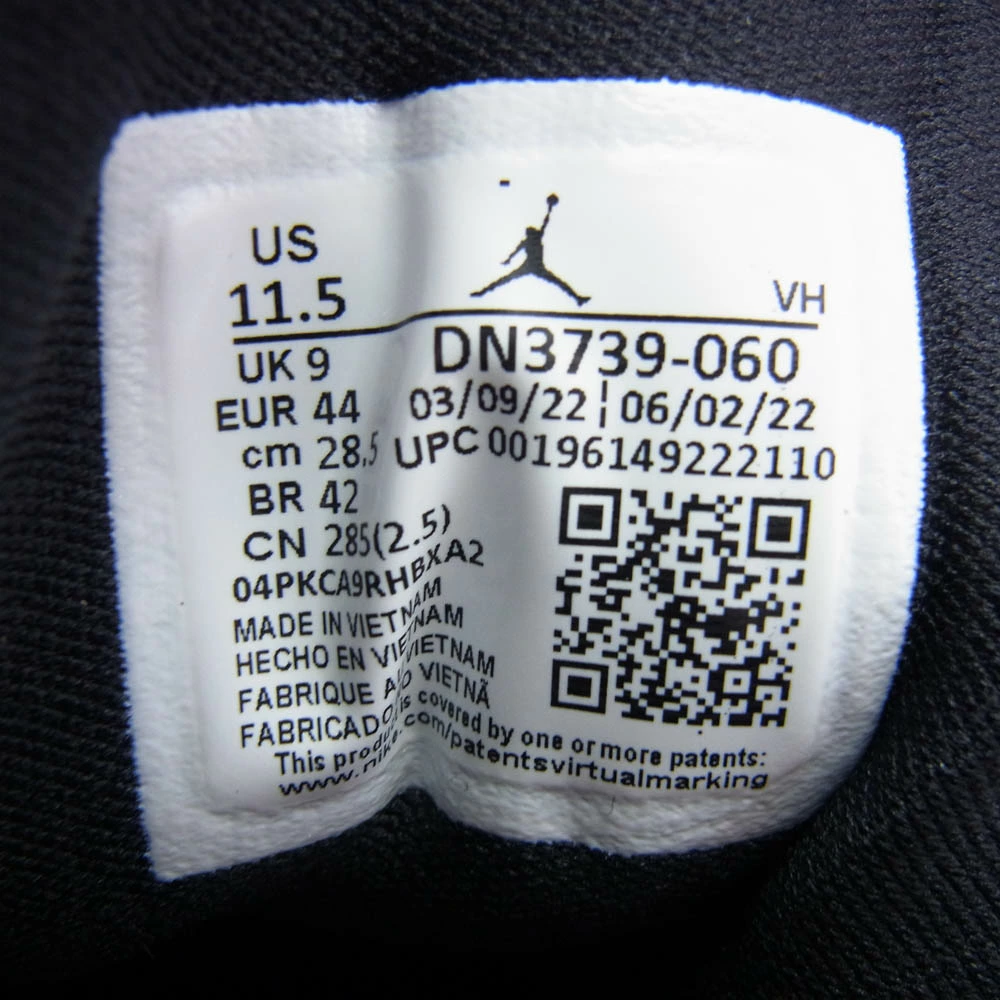 US
11.5
VH
UK 9
DN3739-060
EUR 44
03/09/22 ¦ 06/02/22
cm 28.5
UPC 00196149222110
BR 42
CN 285(2.5)
04PKCA9RHBXA2
MADE IN VIETNAM
HECHO EN VIETNAM
FABRIQUE AU VIETNAM
FABRICADO VIETNÃ
This product is covered by one or more patents:
www.nike.com/patentsvirtualmarking